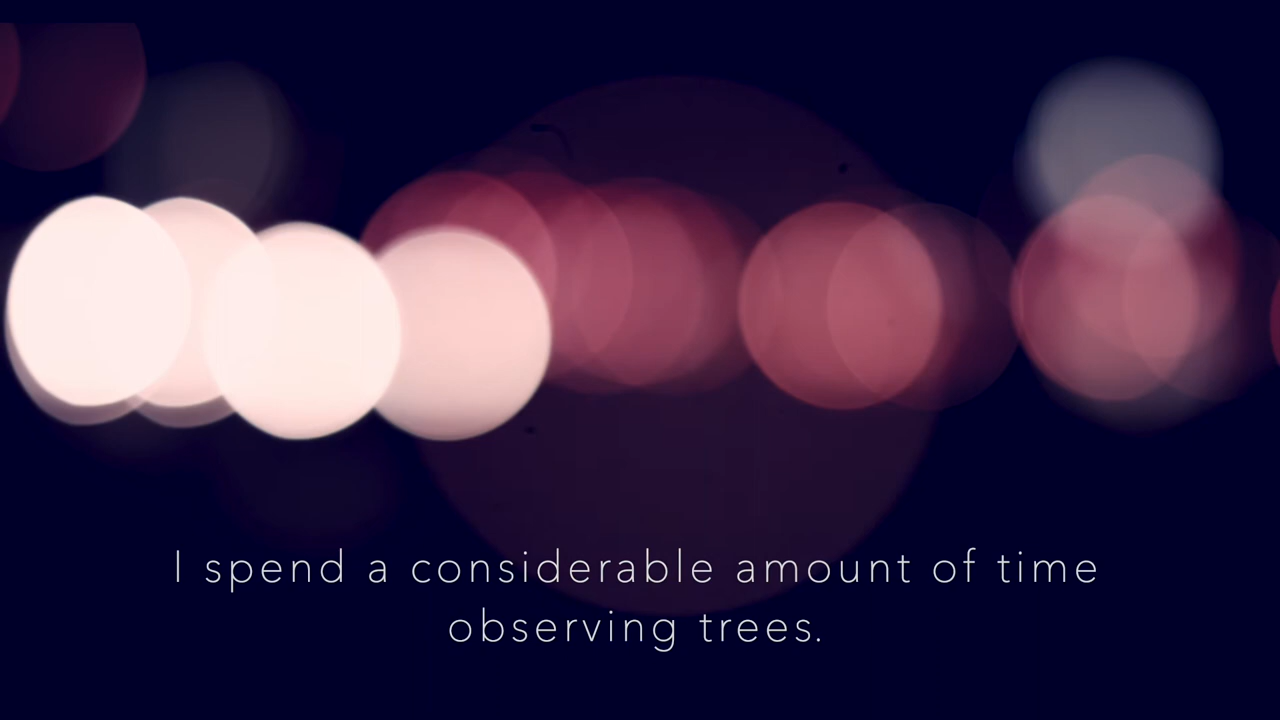 I spend a considerable amount of time
observing trees.